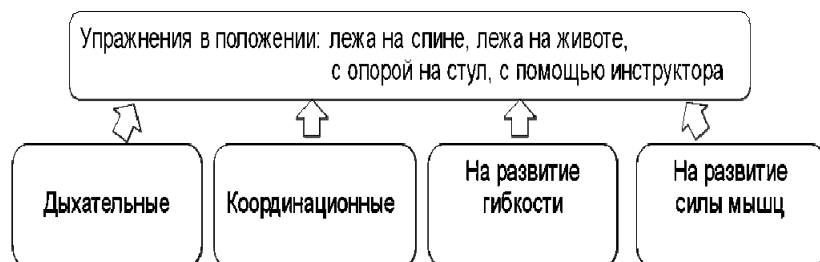 Упражнения в положении: лежа на спине, лежа на животе,
с опорой на стул, с помощью инструктора
Дыхательные
Координационные
На развитие
гибкости
На развитие
силы мышц